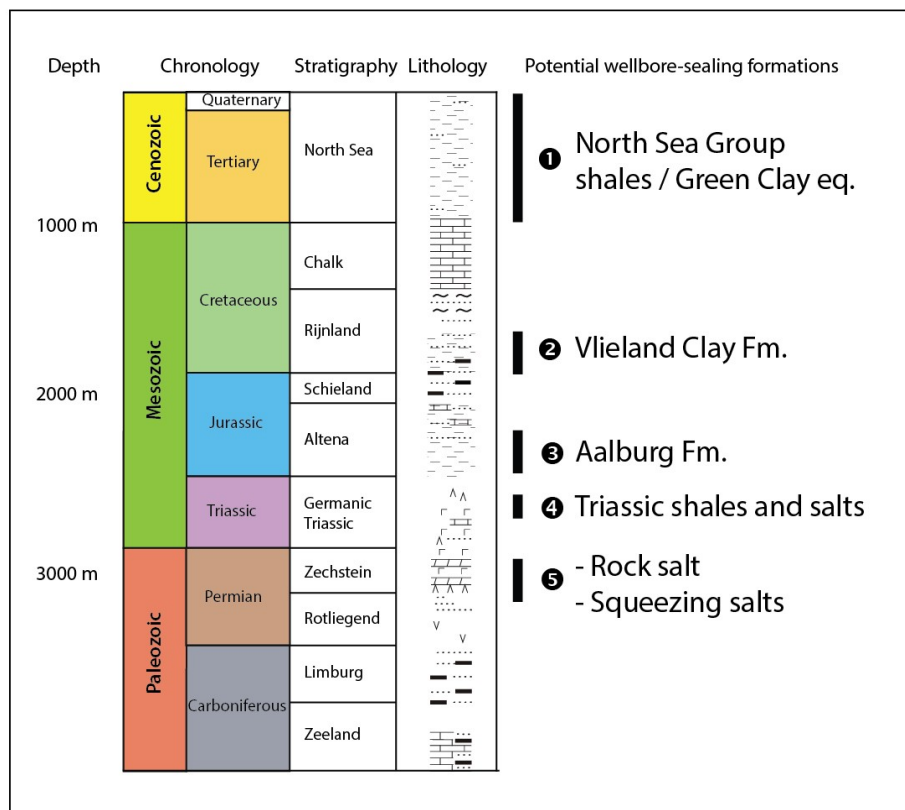 Depth Chronology Stratigraphy Lithology Potential wellbore-sealing formations
Quaternary
Cenozoic
Tertiary
North Sea
❶ North Sea Group
shales / Green Clay eq.
1000 m
Mesozoic
Cretaceous
Chalk
Rijnland
❷ Vlieland Clay Fm.
2000 m
Jurassic
Schieland
Altena
❸ Aalburg Fm.
Triassic
Germanic
Triassic
❹ Triassic shales and salts
3000 m
Paleozoic
Permian
Zechstein
❺ - Rock salt
- Squeezing salts
Rotliegend
Carboniferous
Limburg
Zeeland